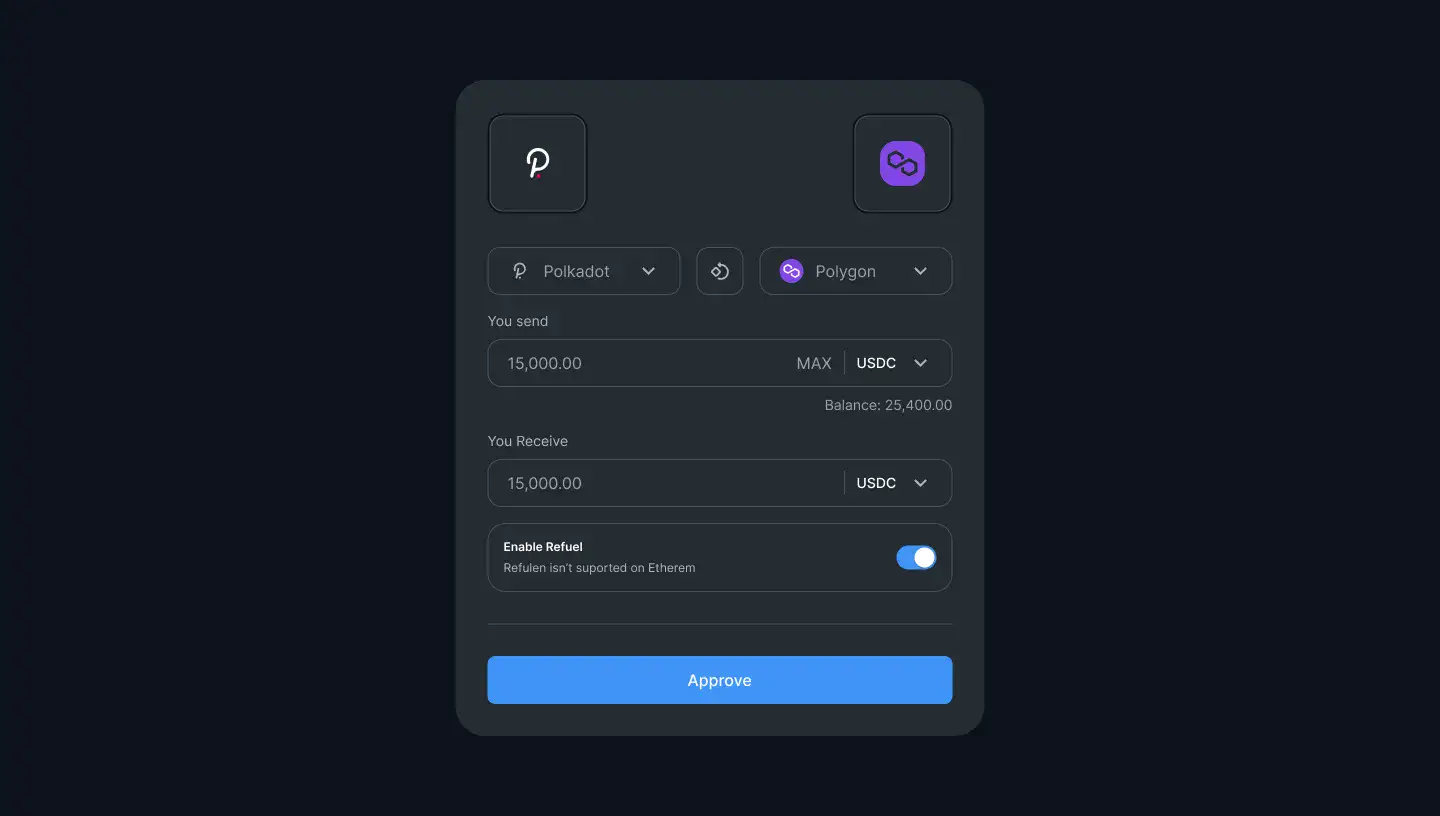 Polkadot
Polygon
You send
15,000.00 MAX USDC
Balance: 25,400.00
You Receive
15,000.00 USDC
Enable Refuel
Refulen isn't suported on Etherem
Approve